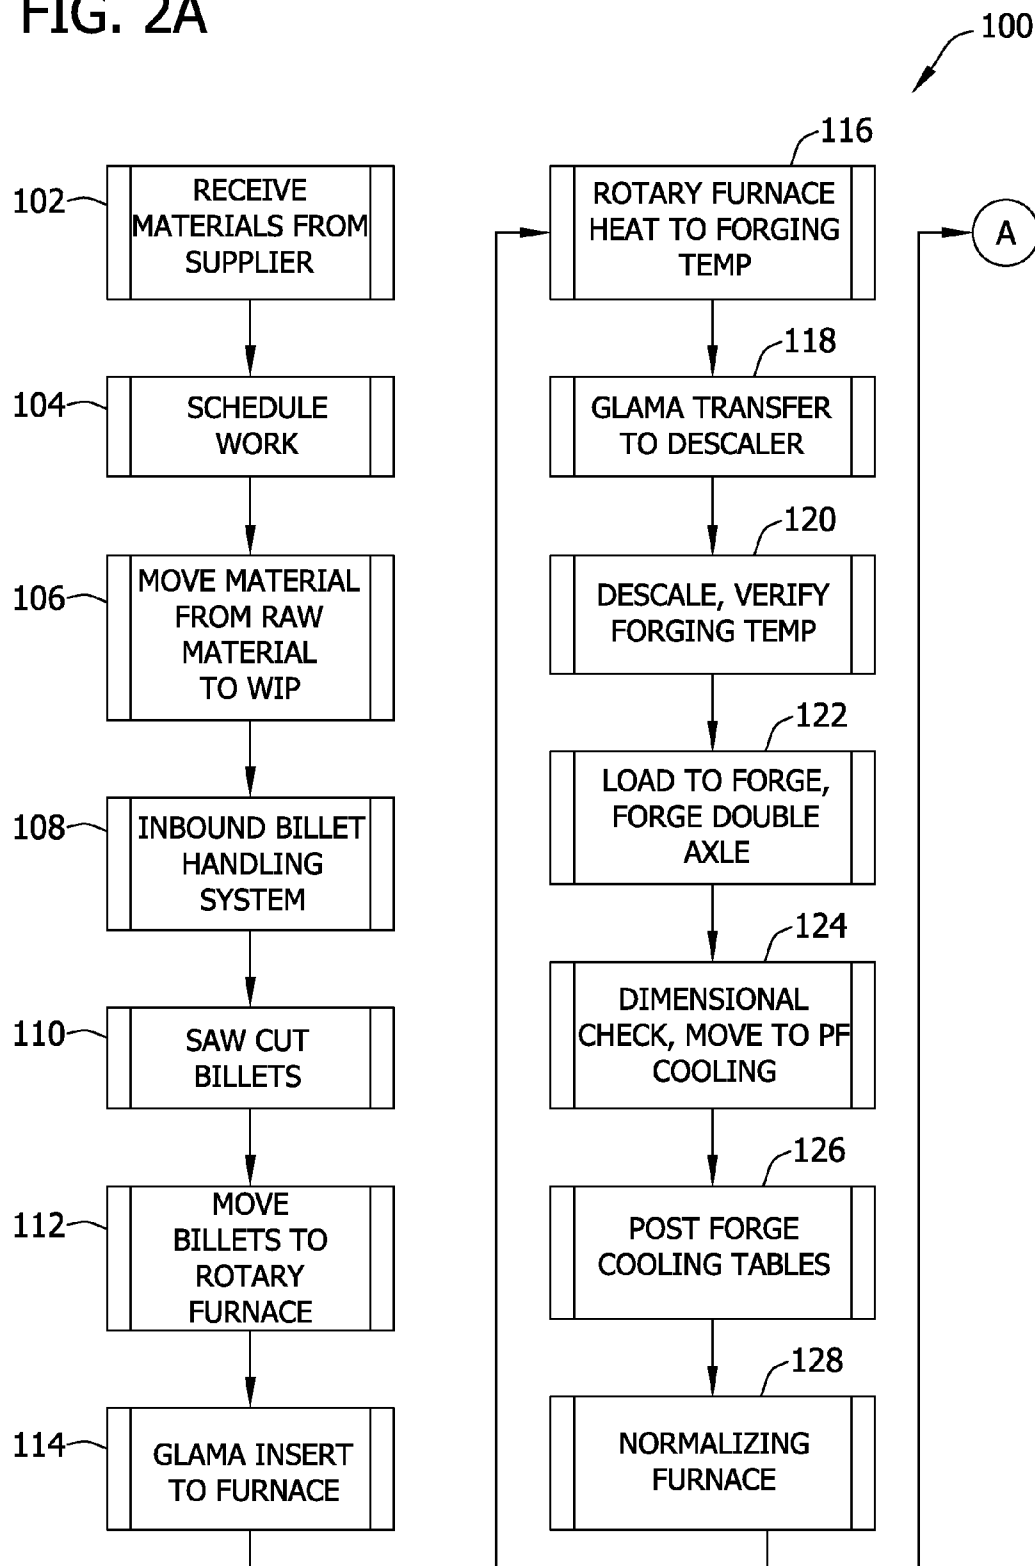 FIG. 2A
100
102
RECEIVE
MATERIALS FROM
SUPPLIER
104
SCHEDULE
WORK
106
MOVE MATERIAL
FROM RAW
MATERIAL
TO WIP
108
INBOUND BILLET
HANDLING
SYSTEM
110
SAW CUT
BILLETS
112
MOVE
BILLETS TO
ROTARY
FURNACE
114
GLAMA INSERT
TO FURNACE
116
ROTARY FURNACE
HEAT TO FORGING
TEMP
118
GLAMA TRANSFER
TO DESCALER
120
DESCALE, VERIFY
FORGING TEMP
122
LOAD TO FORGE,
FORGE DOUBLE
AXLE
124
DIMENSIONAL
CHECK, MOVE TO PF
COOLING
126
POST FORGE
COOLING TABLES
128
NORMALIZING
FURNACE
A